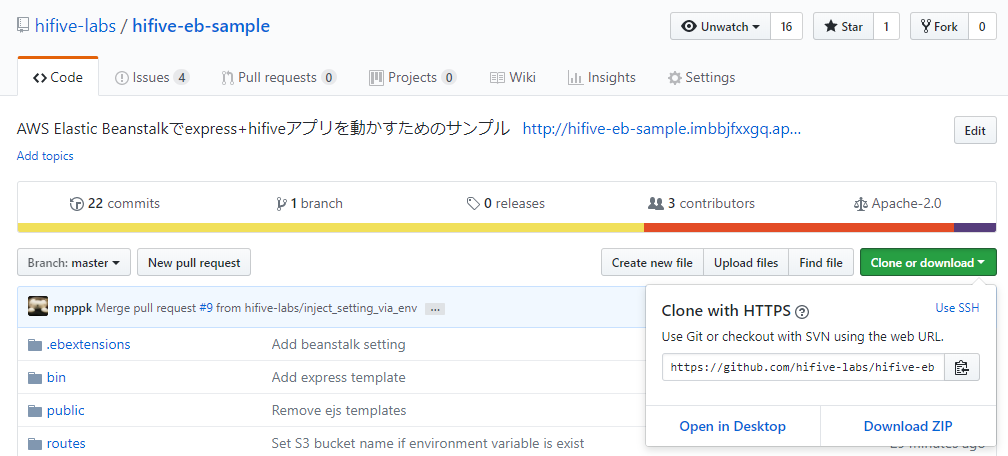 hifive-labs / hifive-eb-sample
Unwatch 16 Star 1 Fork 0
Code Issues 4 Pull requests 0 Projects 0 Wiki Insights Settings
AWS Elastic Beanstalkでexpress+hifiveアプリを動かすためのサンプル http://hifive-eb-sample.imbbjfxxgq.ap...
Edit
Add topics
22 commits 1 branch 0 releases 3 contributors Apache-2.0
Branch: master New pull request Create new file Upload files Find file Clone or download
mpppk Merge pull request #9 from hifive-labs/inject_setting_via_env ...
.ebextensions Add beanstalk setting
bin Add express template
public Remove ejs templates
routes Set S3 bucket name if environment variable is exist
Clone with HTTPS ? Use SSH
Use Git or checkout with SVN using the web URL.
https://github.com/hifive-labs/hifive-eb
Open in Desktop Download ZIP